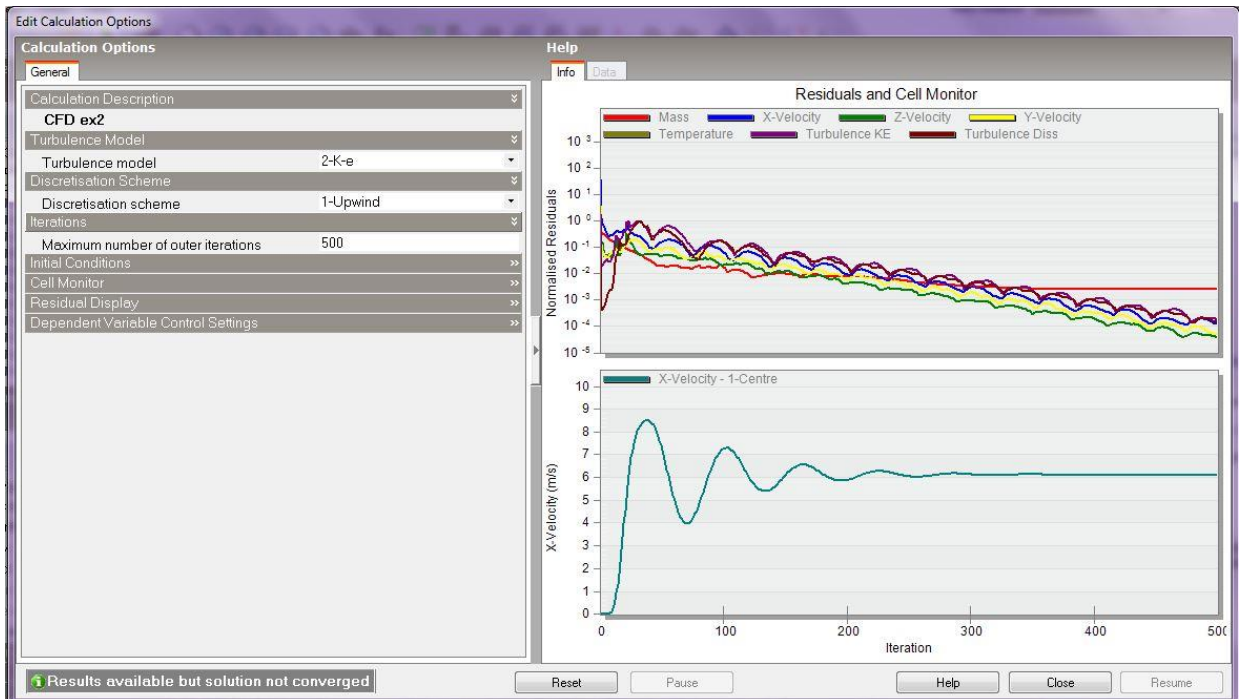 Edit Calculation Options
Calculation Options
General
Calculation Description
CFD ex2
Turbulence Model
Turbulence model 2-K-e
Discretisation Scheme
Discretisation scheme 1-Upwind
Iterations
Maximum number of outer iterations 500
Initial Conditions
Cell Monitor
Residual Display
Dependent Variable Control Settings
Help
Info Data
Residuals and Cell Monitor
Mass X-Velocity Z-Velocity Y-Velocity
Temperature Turbulence KE Turbulence Diss
Normalised Residuals
10 3
10 2
10 1
10 0
10 -1
10 -2
10 -3
10 -4
10 -5
X-Velocity - 1-Centre
X-Velocity (m/s)
10
9
8
7
6
5
4
3
2
1
0
0 100 200 300 400 500
Iteration
Results available but solution not converged
Reset Pause Help Close Resume